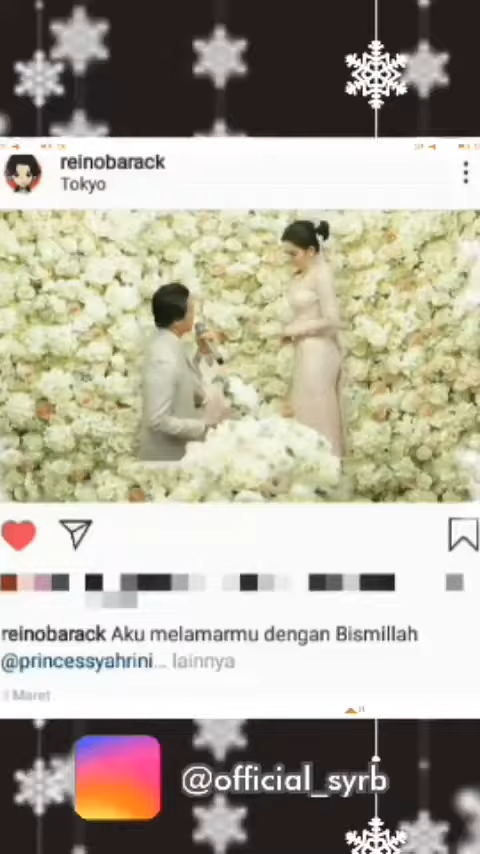 reinobarack
Tokyo
reinobarack Aku melamarmu dengan Bismillah
@princessyahrini... lainnya
Maret
@official_syrb